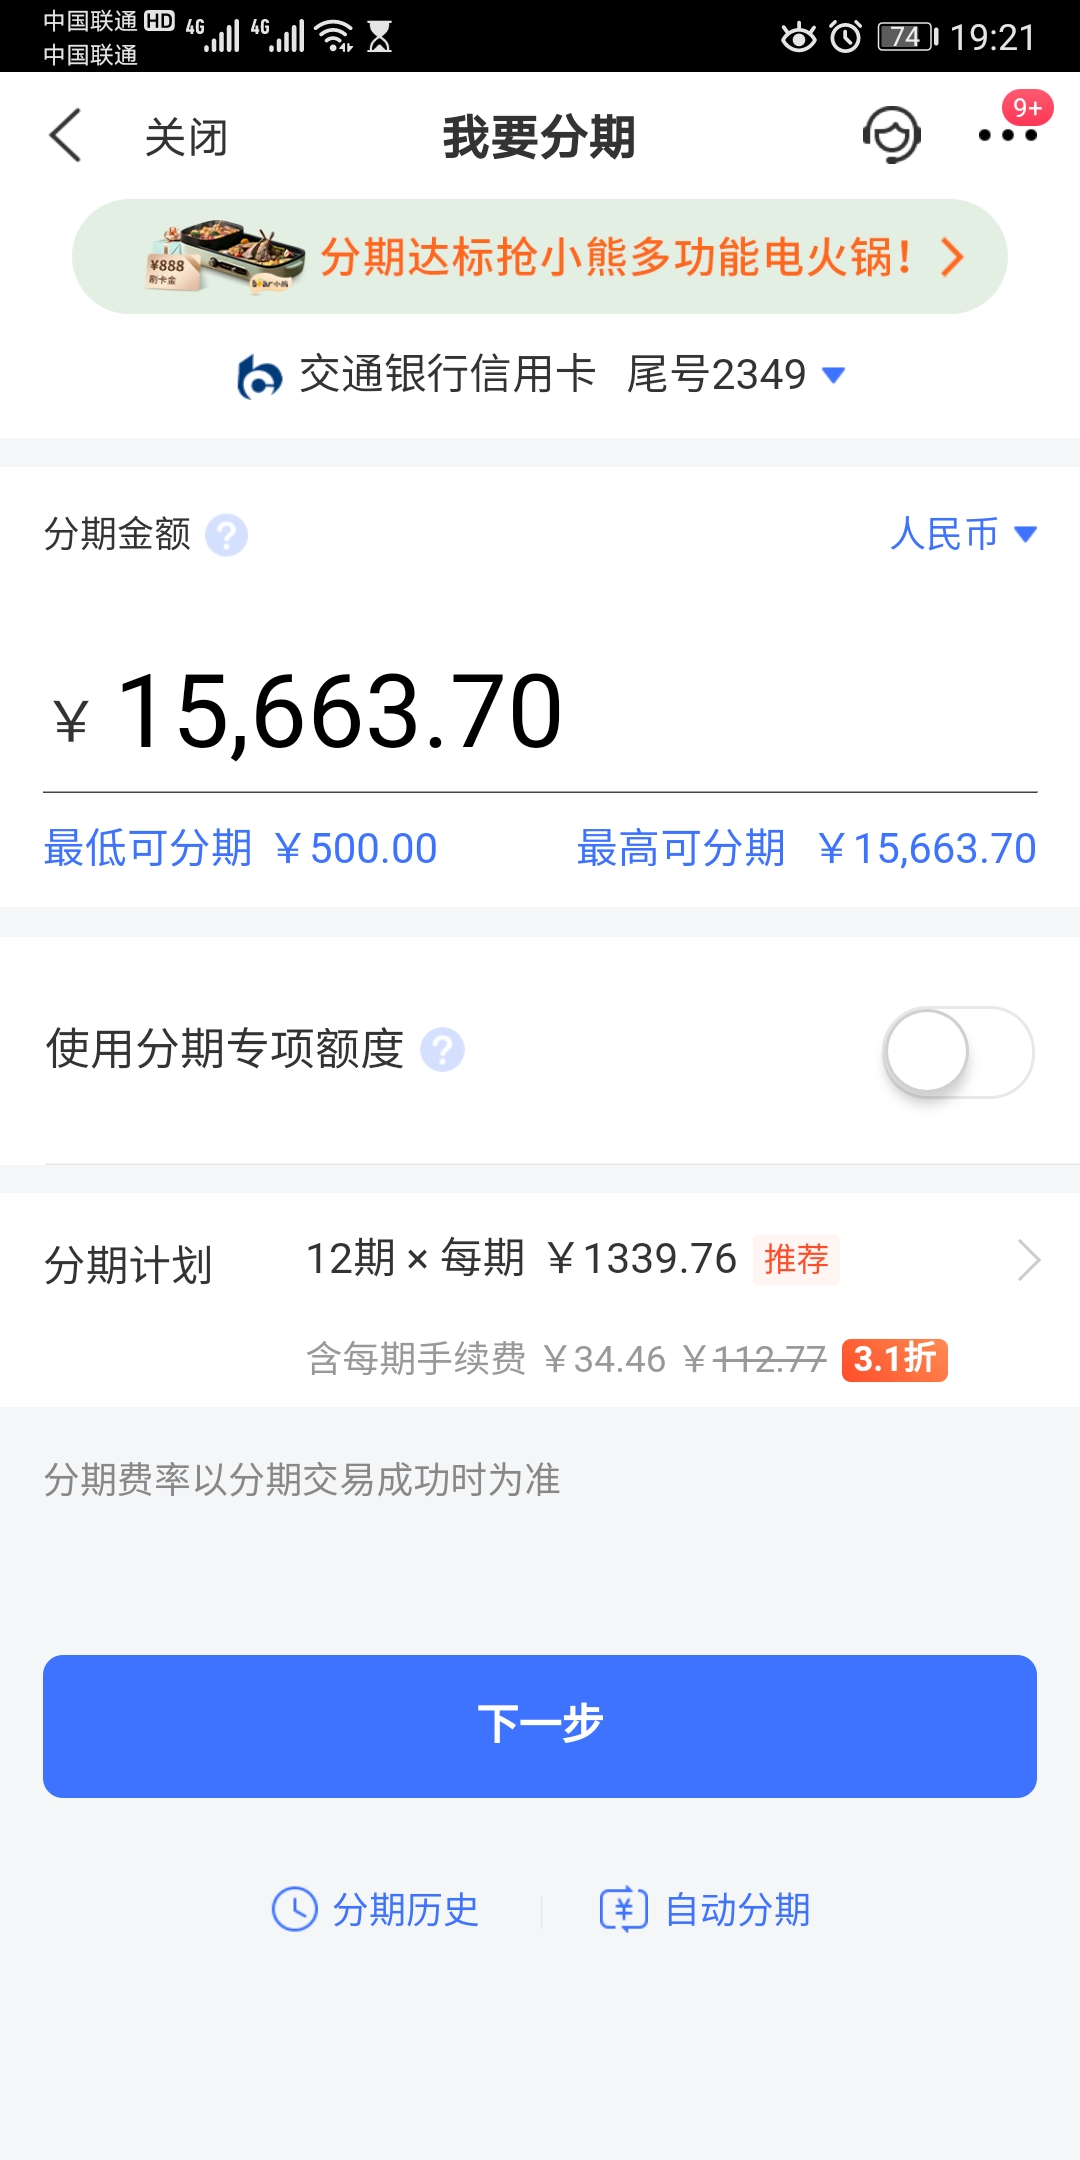 中国联通 HD 4G 4G 74 19:21
中国联通
关闭 我要分期 9+
¥888
刷卡金
分期达标抢小熊多功能电火锅！
交通银行信用卡 尾号2349
分期金额 ? 人民币
¥ 15,663.70
最低可分期 ¥500.00 最高可分期 ¥15,663.70
使用分期专项额度 ?
分期计划 12期 × 每期 ¥1339.76 推荐
含每期手续费 ¥34.46 ¥112.77 3.1折
分期费率以分期交易成功时为准
下一步
分期历史 ¥ 自动分期